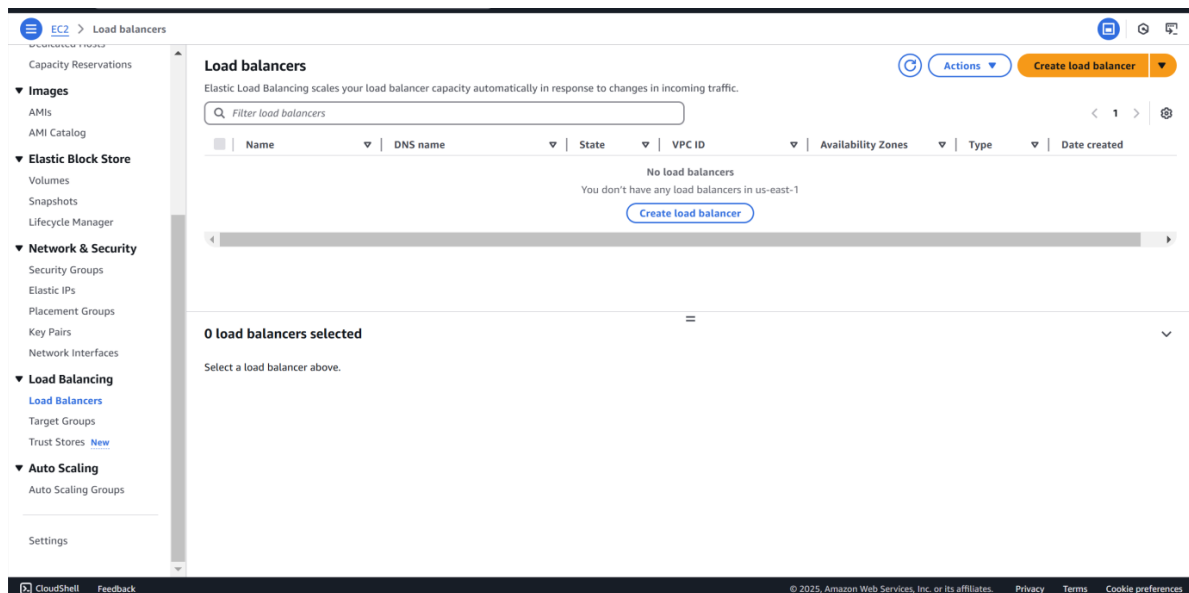 EC2 > Load balancers
Dedicated Hosts
Capacity Reservations
Images
AMIs
AMI Catalog
Elastic Block Store
Volumes
Snapshots
Lifecycle Manager
Network & Security
Security Groups
Elastic IPs
Placement Groups
Key Pairs
Network Interfaces
Load Balancing
Load Balancers
Target Groups
Trust Stores New
Auto Scaling
Auto Scaling Groups
Settings
Load balancers
Actions
Create load balancer
Elastic Load Balancing scales your load balancer capacity automatically in response to changes in incoming traffic.
Filter load balancers
1
Name DNS name State VPC ID Availability Zones Type Date created
No load balancers
You don't have any load balancers in us-east-1
Create load balancer
0 load balancers selected
Select a load balancer above.
CloudShell Feedback © 2025, Amazon Web Services, Inc. or its affiliates. Privacy Terms Cookie preferences